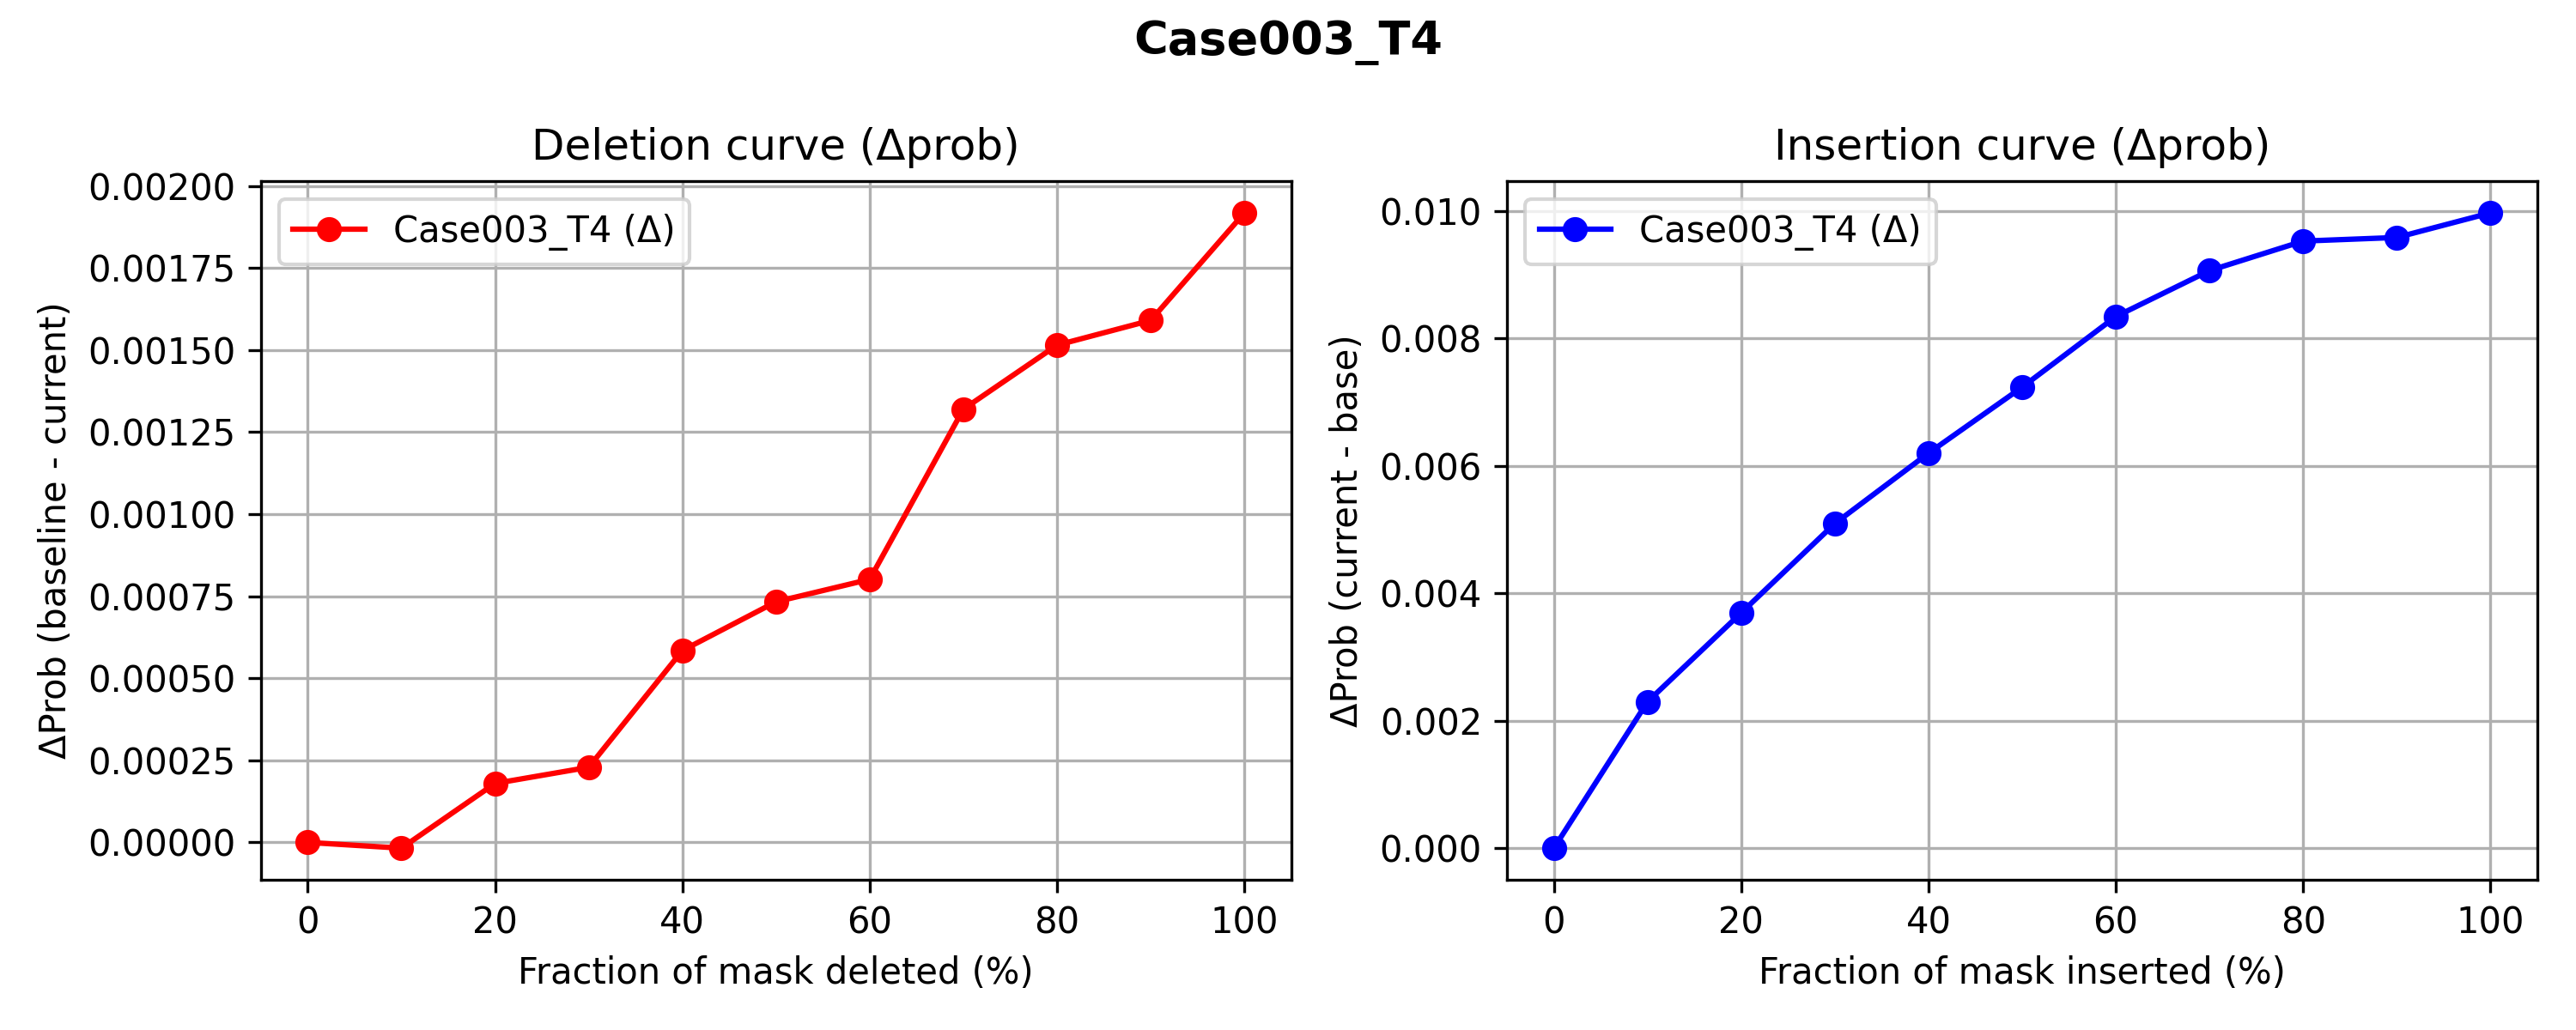 Case003_T4
Deletion curve (Δprob)
0.00200
0.00175
0.00150
0.00125
0.00100
0.00075
0.00050
0.00025
0.00000
ΔProb (baseline - current)
Case003_T4 (Δ)
0 20 40 60 80 100
Fraction of mask deleted (%)
Insertion curve (Δprob)
0.010
0.008
0.006
0.004
0.002
0.000
ΔProb (current - base)
Case003_T4 (Δ)
0 20 40 60 80 100
Fraction of mask inserted (%)